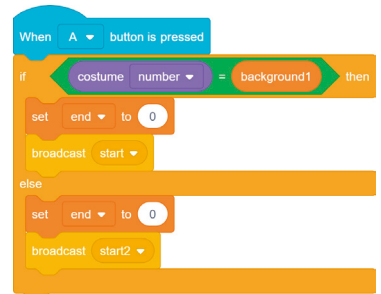 When A button is pressed
if costume number = background1 then
set end to 0
broadcast start
else
set end to 0
broadcast start2